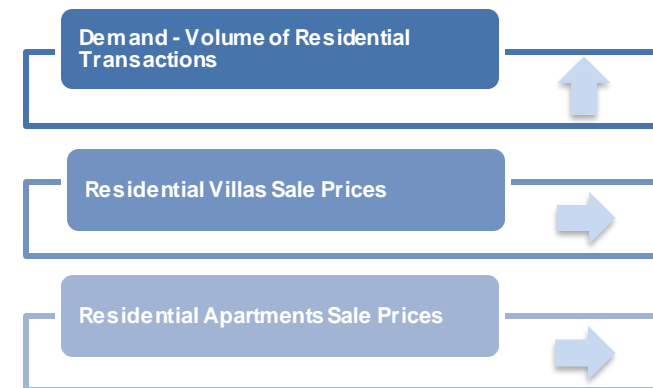 Demand - Volume of Residential
Transactions
Residential Villas Sale Prices
Residential Apartments Sale Prices